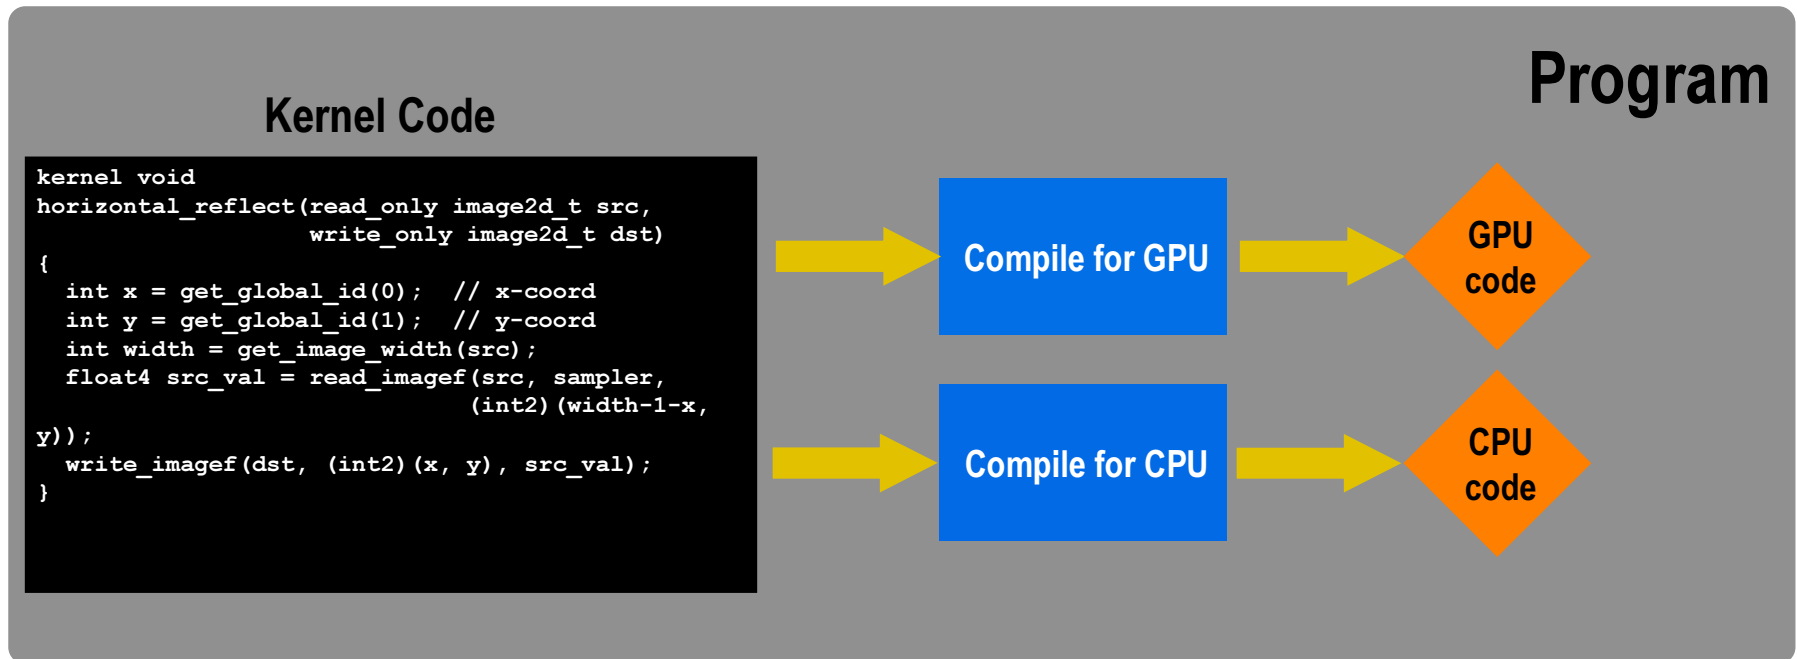 Program
Kernel Code
kernel void
horizontal_reflect(read_only image2d_t src,
                   write_only image2d_t dst)
{
  int x = get_global_id(0);  // x-coord
  int y = get_global_id(1);  // y-coord
  int width = get_image_width(src);
  float4 src_val = read_imagef(src, sampler,
                              (int2)(width-1-x,
y));
  write_imagef(dst, (int2)(x, y), src_val);
}
Compile for GPU
GPU
code
Compile for CPU
CPU
code